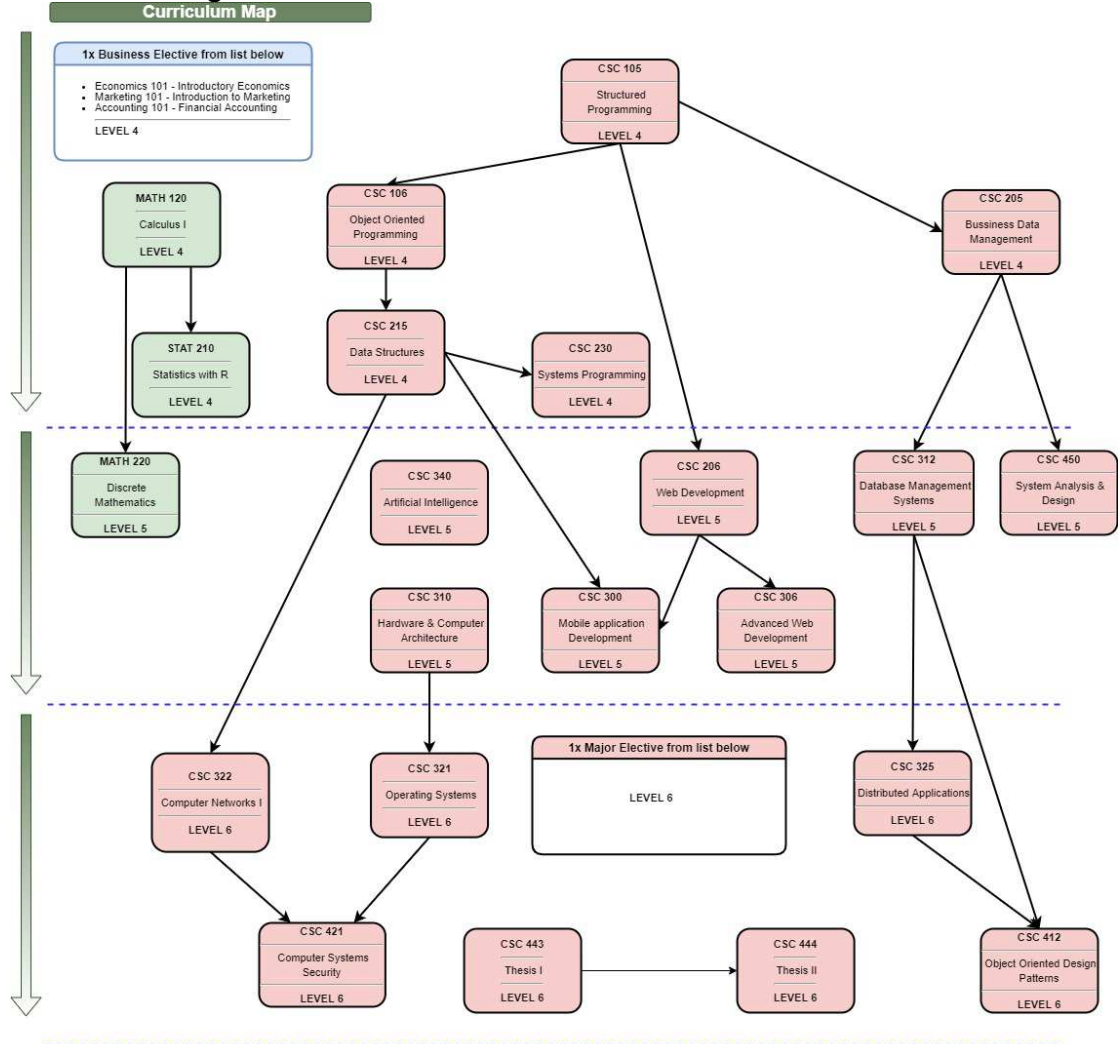 Curriculum Map
1x Business Elective from list below
Economics 101 - Introductory Economics
Marketing 101 - Introduction to Marketing
Accounting 101 - Financial Accounting
LEVEL 4
CSC 105
Structured
Programming
LEVEL 4
MATH 120
Calculus I
LEVEL 4
CSC 106
Object Oriented
Programming
LEVEL 4
CSC 205
Bussiness Data
Management
LEVEL 4
STAT 210
Statistics with R
LEVEL 4
CSC 215
Data Structures
LEVEL 4
CSC 230
Systems Programming
LEVEL 4
MATH 220
Discrete
Mathematics
LEVEL 5
CSC 340
Artificial Intelligence
LEVEL 5
CSC 206
Web Development
LEVEL 5
CSC 312
Database Management
Systems
LEVEL 5
CSC 450
System Analysis &
Design
LEVEL 5
CSC 310
Hardware & Computer
Architecture
LEVEL 5
CSC 300
Mobile application
Development
LEVEL 5
CSC 306
Advanced Web
Development
LEVEL 5
CSC 322
Computer Networks I
LEVEL 6
CSC 321
Operating Systems
LEVEL 6
1x Major Elective from list below
LEVEL 6
CSC 325
Distributed Applications
LEVEL 6
CSC 421
Computer Systems
Security
LEVEL 6
CSC 443
Thesis I
LEVEL 6
CSC 444
Thesis II
LEVEL 6
CSC 412
Object Oriented Design
Patterns
LEVEL 6